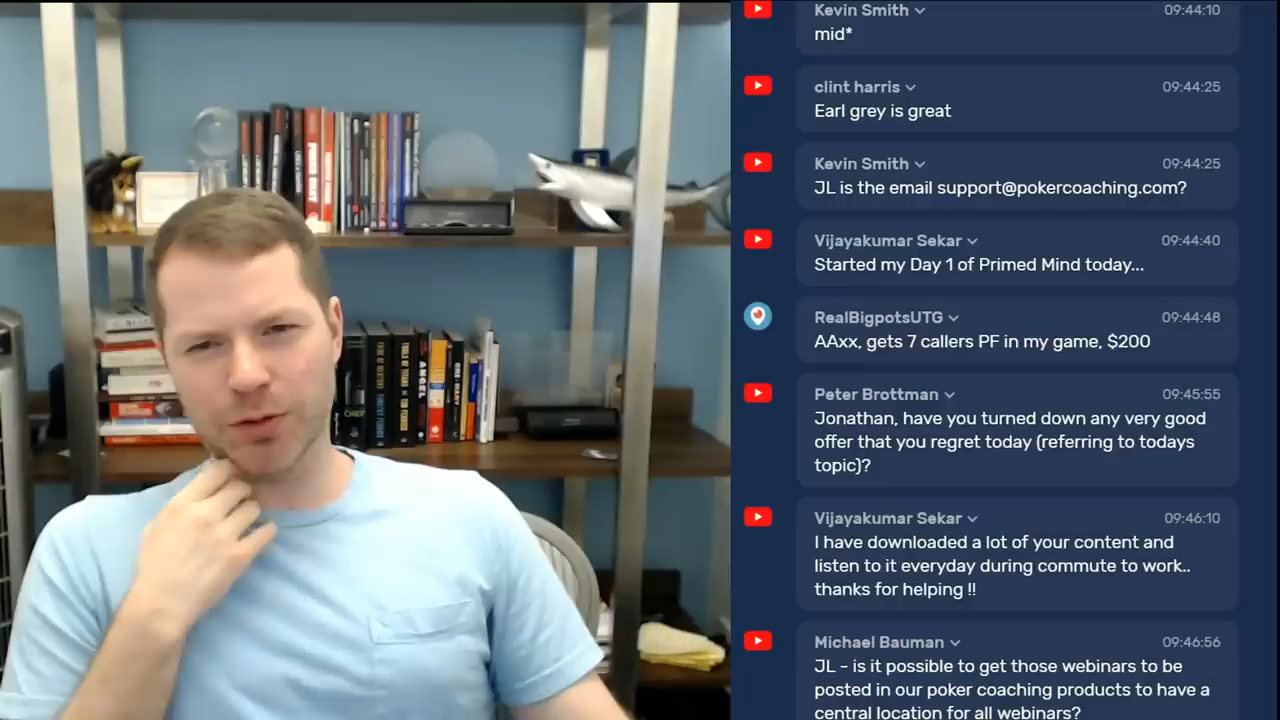 Kevin Smith 09:44:10
mid*
clint harris 09:44:25
Earl grey is great
Kevin Smith 09:44:25
JL is the email support@pokercoaching.com?
Vijayakumar Sekar 09:44:40
Started my Day 1 of Primed Mind today...
RealBigpotsUTG 09:44:48
AAxx, gets 7 callers PF in my game, $200
Peter Brottman 09:45:55
Jonathan, have you turned down any very good
offer that you regret today (referring to todays
topic)?
Vijayakumar Sekar 09:46:10
I have downloaded a lot of your content and
listen to it everyday during commute to work..
thanks for helping !!
Michael Bauman 09:46:56
JL - is it possible to get those webinars to be
posted in our poker coaching products to have a
central location for all webinars?
ANGEL